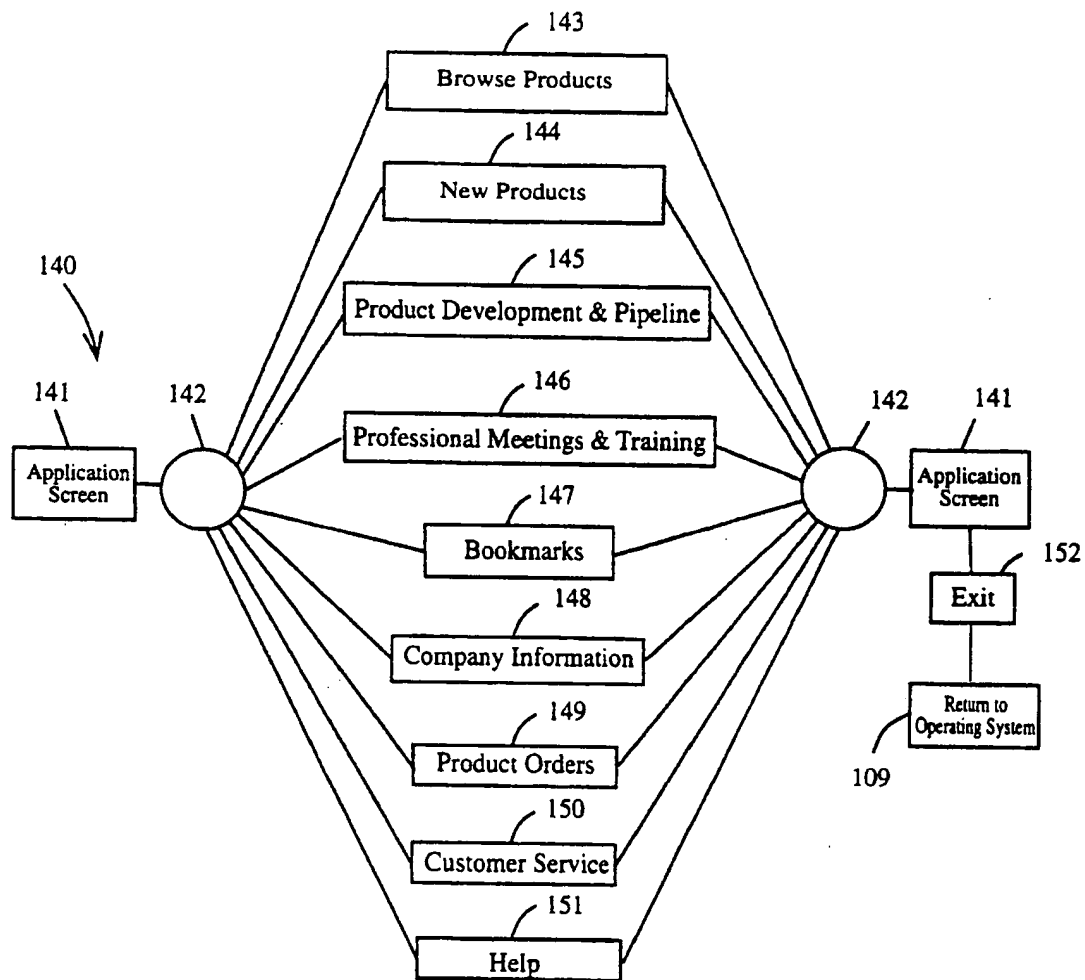 143
Browse Products
144
New Products
145
Product Development & Pipeline
140
146
Professional Meetings & Training
141
142
142
141
Application
Screen
Application
Screen
147
Bookmarks
152
Exit
148
Company Information
149
Product Orders
Return to
Operating System
109
150
Customer Service
151
Help